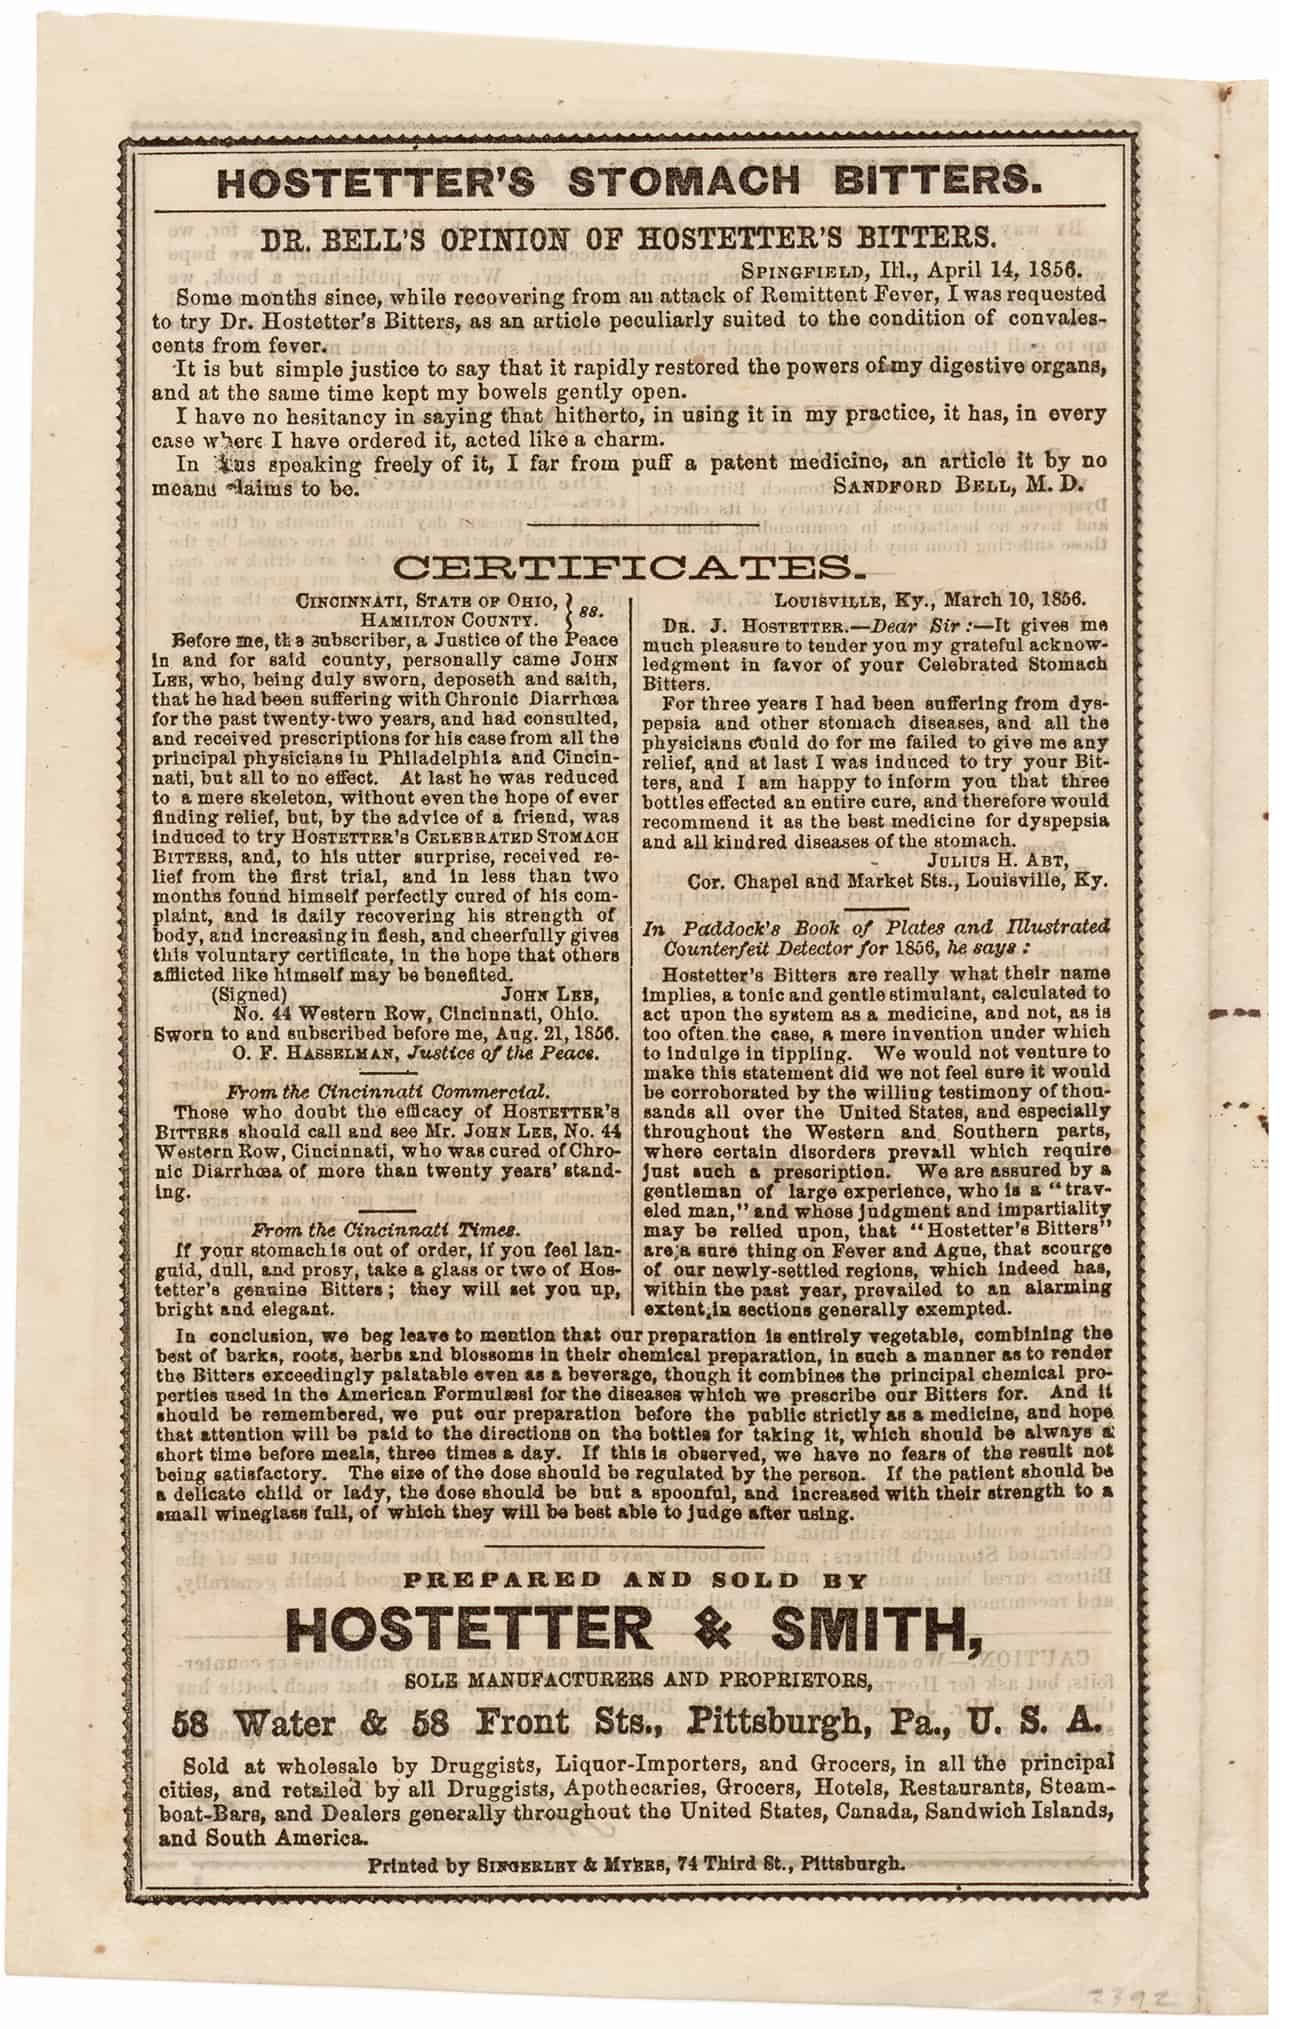 HOSTETTER'S STOMACH BITTERS.
DR. BELL'S OPINION OF HOSTETTER'S BITTERS.
SPINGFIELD, Ill., April 14, 1856.
Some months since, while recovering from an attack of Remittent Fever, I was requested
to try Dr. Hostetter's Bitters, as an article peculiarly suited to the condition of convales-
cents from fever.
It is but simple justice to say that it rapidly restored the powers of my digestive organs,
and at the same time kept my bowels gently open.
I have no hesitancy in saying that hitherto, in using it in my practice, it has, in every
case where I have ordered it, acted like a charm.
In thus speaking freely of it, I far from puff a patent medicine, an article it by no
means claims to be. SANDFORD BELL, M. D.
CERTIFICATES.
CINCINNATI, STATE OF OHIO, } ss.
HAMILTON COUNTY.
Before me, the subscriber, a Justice of the Peace
in and for said county, personally came JOHN
LEE, who, being duly sworn, deposeth and saith,
that he had been suffering with Chronic Diarrhœa
for the past twenty-two years, and had consulted,
and received prescriptions for his case from all the
principal physicians in Philadelphia and Cincin-
nati, but all to no effect. At last he was reduced
to a mere skeleton, without even the hope of ever
finding relief, but, by the advice of a friend, was
induced to try HOSTETTER'S CELEBRATED STOMACH
BITTERS, and, to his utter surprise, received re-
lief from the first trial, and in less than two
months found himself perfectly cured of his com-
plaint, and is daily recovering his strength of
body, and increasing in flesh, and cheerfully gives
this voluntary certificate, in the hope that others
afflicted like himself may be benefited.
(Signed) JOHN LEE,
No. 44 Western Row, Cincinnati, Ohio.
Sworn to and subscribed before me, Aug. 21, 1856.
O. F. HASSELMAN, Justice of the Peace.
From the Cincinnati Commercial.
Those who doubt the efficacy of HOSTETTER'S
BITTERS should call and see Mr. JOHN LEE, No. 44
Western Row, Cincinnati, who was cured of Chro-
nic Diarrhœa of more than twenty years' stand-
ing.
From the Cincinnati Times.
If your stomach is out of order, if you feel lan-
guid, dull, and prosy, take a glass or two of Hos-
tetter's genuine Bitters; they will set you up,
bright and elegant.
LOUISVILLE, Ky., March 10, 1856.
DR. J. HOSTETTER.—Dear Sir:—It gives me
much pleasure to tender you my grateful acknow-
ledgment in favor of your Celebrated Stomach
Bitters.
For three years I had been suffering from dys-
pepsia and other stomach diseases, and all the
physicians could do for me failed to give me any
relief, and at last I was induced to try your Bit-
ters, and I am happy to inform you that three
bottles effected an entire cure, and therefore would
recommend it as the best medicine for dyspepsia
and all kindred diseases of the stomach.
JULIUS H. ABT,
Cor. Chapel and Market Sts., Louisville, Ky.
In Paddock's Book of Plates and Illustrated
Counterfeit Detector for 1856, he says:
Hostetter's Bitters are really what their name
implies, a tonic and gentle stimulant, calculated to
act upon the system as a medicine, and not, as is
too often the case, a mere invention under which
to indulge in tippling. We would not venture to
make this statement did we not feel sure it would
be corroborated by the willing testimony of thou-
sands all over the United States, and especially
throughout the Western and Southern parts,
where certain disorders prevail which require
just such a prescription. We are assured by a
gentleman of large experience, who is a "trav-
eled man," and whose judgment and impartiality
may be relied upon, that "Hostetter's Bitters"
are a sure thing on Fever and Ague, that scourge
of our newly-settled regions, which indeed has,
within the past year, prevailed to an alarming
extent in sections generally exempted.
In conclusion, we beg leave to mention that our preparation is entirely vegetable, combining the
best of barks, roots, herbs and blossoms in their chemical preparation, in such a manner as to render
the Bitters exceedingly palatable even as a beverage, though it combines the principal chemical pro-
perties used in the American Formulæsi for the diseases which we prescribe our Bitters for. And it
should be remembered, we put our preparation before the public strictly as a medicine, and hope
that attention will be paid to the directions on the bottles for taking it, which should be always a
short time before meals, three times a day. If this is observed, we have no fears of the result not
being satisfactory. The size of the dose should be regulated by the person. If the patient should be
a delicate child or lady, the dose should be but a spoonful, and increased with their strength to a
small wineglass full, of which they will be best able to judge after using.
PREPARED AND SOLD BY
HOSTETTER & SMITH,
SOLE MANUFACTURERS AND PROPRIETORS,
58 Water & 58 Front Sts., Pittsburgh, Pa., U. S. A.
Sold at wholesale by Druggists, Liquor-Importers, and Grocers, in all the principal
cities, and retailed by all Druggists, Apothecaries, Grocers, Hotels, Restaurants, Steam-
boat-Bars, and Dealers generally throughout the United States, Canada, Sandwich Islands,
and South America.
Printed by SINGERLEY & MYERS, 74 Third St., Pittsburgh.
2392